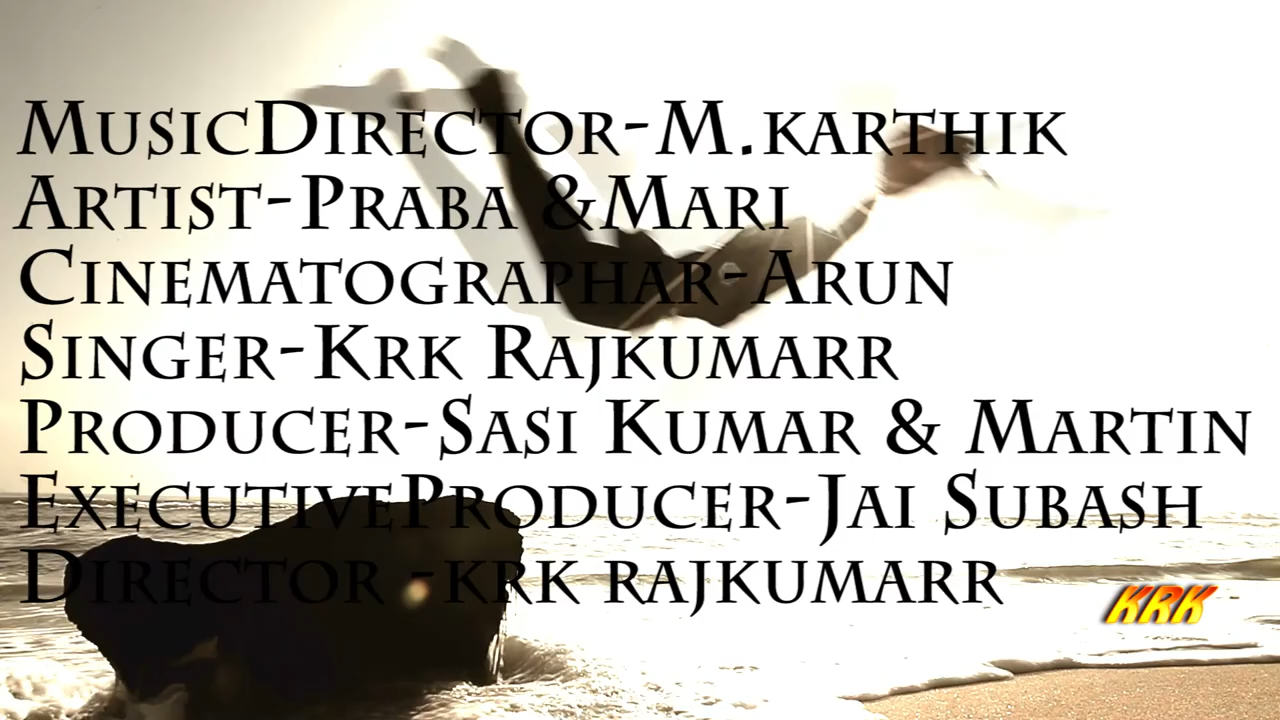 MusicDirector-M.karthik
Artist-Praba &Mari
Cinematographar-Arun
Singer-Krk Rajkumarr
Producer-Sasi Kumar & Martin
ExecutiveProducer-Jai Subash
Director -krk rajkumarr
KRK